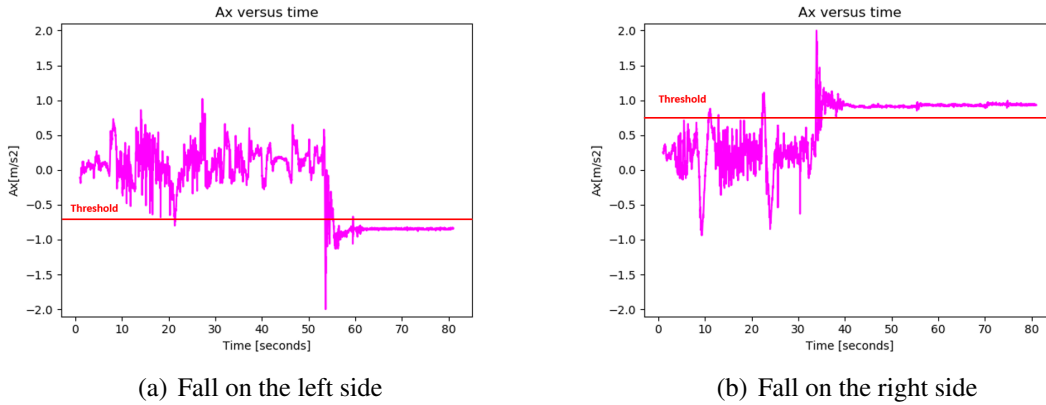 Ax versus time
2.0
1.5
1.0
0.5
0.0
-0.5
-1.0
-1.5
-2.0
Ax[m/s2]
Threshold
0 10 20 30 40 50 60 70 80
Time [seconds]
(a) Fall on the left side
Ax versus time
2.0
1.5
1.0
0.5
0.0
-0.5
-1.0
-1.5
-2.0
Ax[m/s2]
Threshold
0 10 20 30 40 50 60 70 80
Time [seconds]
(b) Fall on the right side